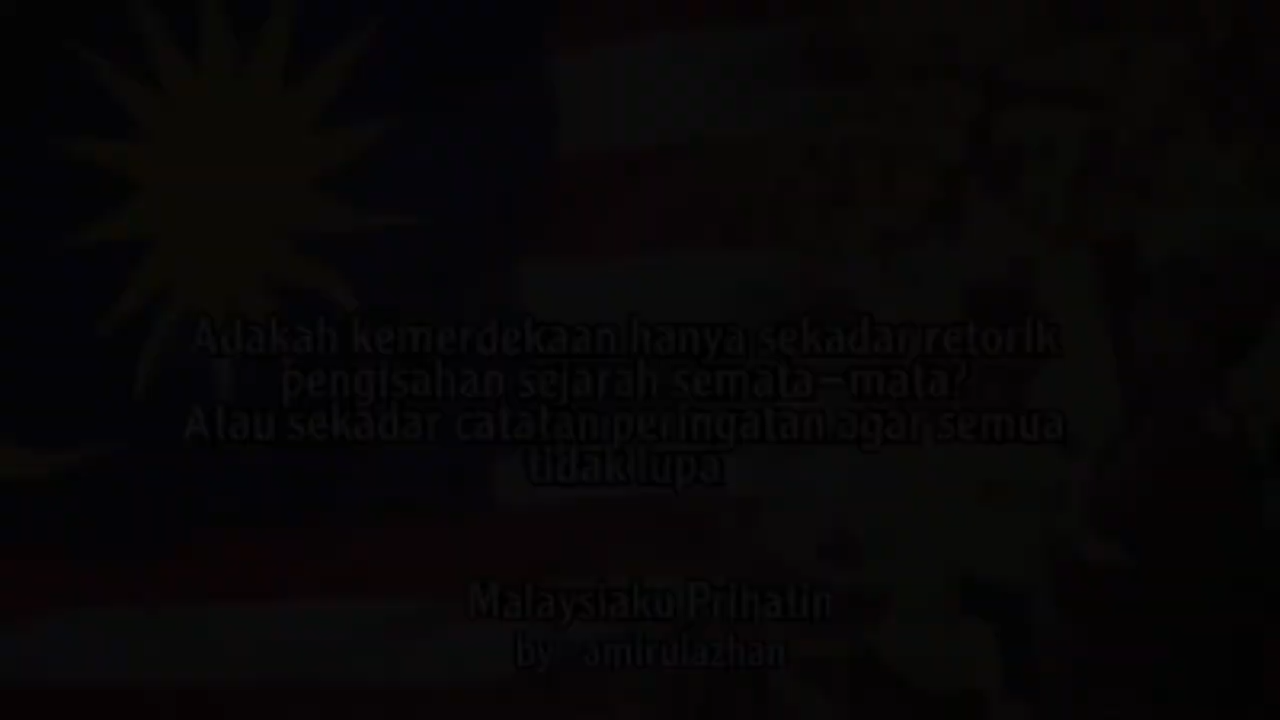 Adakah kemerdekaan hanya sekadar retorik
pengisahan sejarah semata-mata?
Atau sekadar catatan peringatan agar semua
tidak lupa
Malaysiaku Prihatin
by amirulazhan